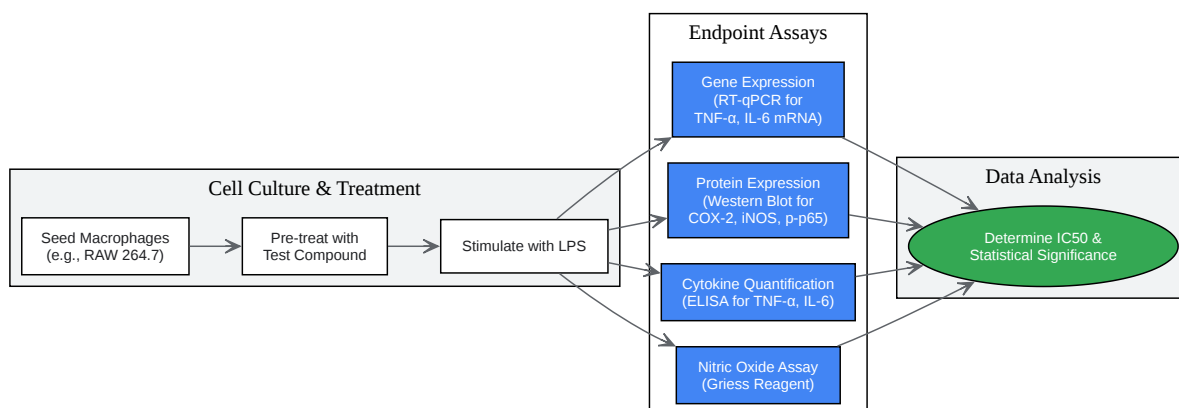 Cell Culture & Treatment
Seed Macrophages
(e.g., RAW 264.7)
Pre-treat with
Test Compound
Stimulate with LPS
Endpoint Assays
Gene Expression
(RT-qPCR for
TNF-α, IL-6 mRNA)
Protein Expression
(Western Blot for
COX-2, iNOS, p-p65)
Cytokine Quantification
(ELISA for TNF-α, IL-6)
Nitric Oxide Assay
(Griess Reagent)
Data Analysis
Determine IC50 &
Statistical Significance